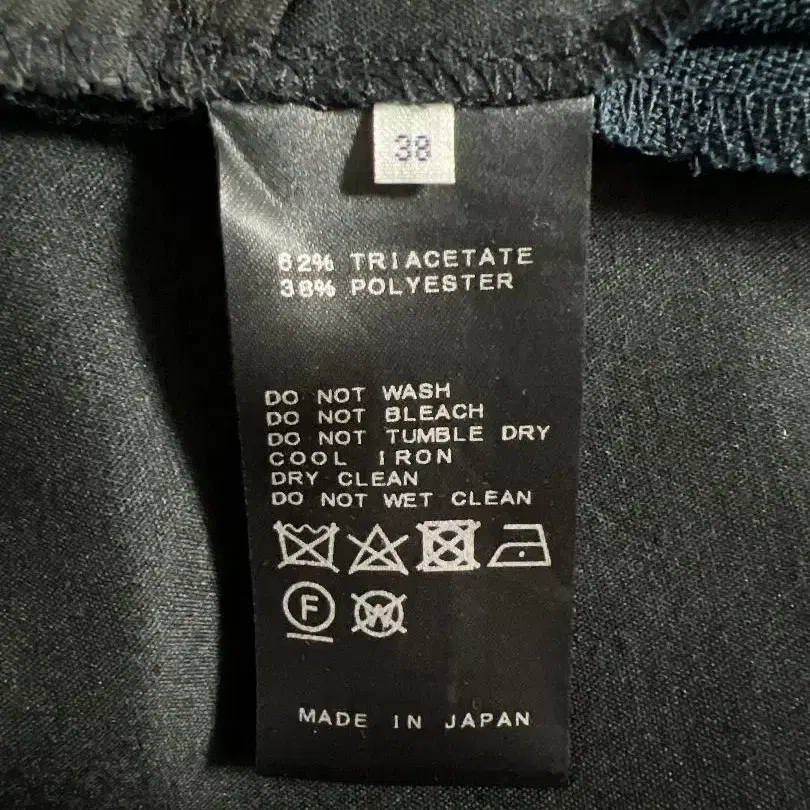 38
62% TRIACETATE
38% POLYESTER
DO NOT WASH
DO NOT BLEACH
DO NOT TUMBLE DRY
COOL IRON
DRY CLEAN
DO NOT WET CLEAN
F W
MADE IN JAPAN